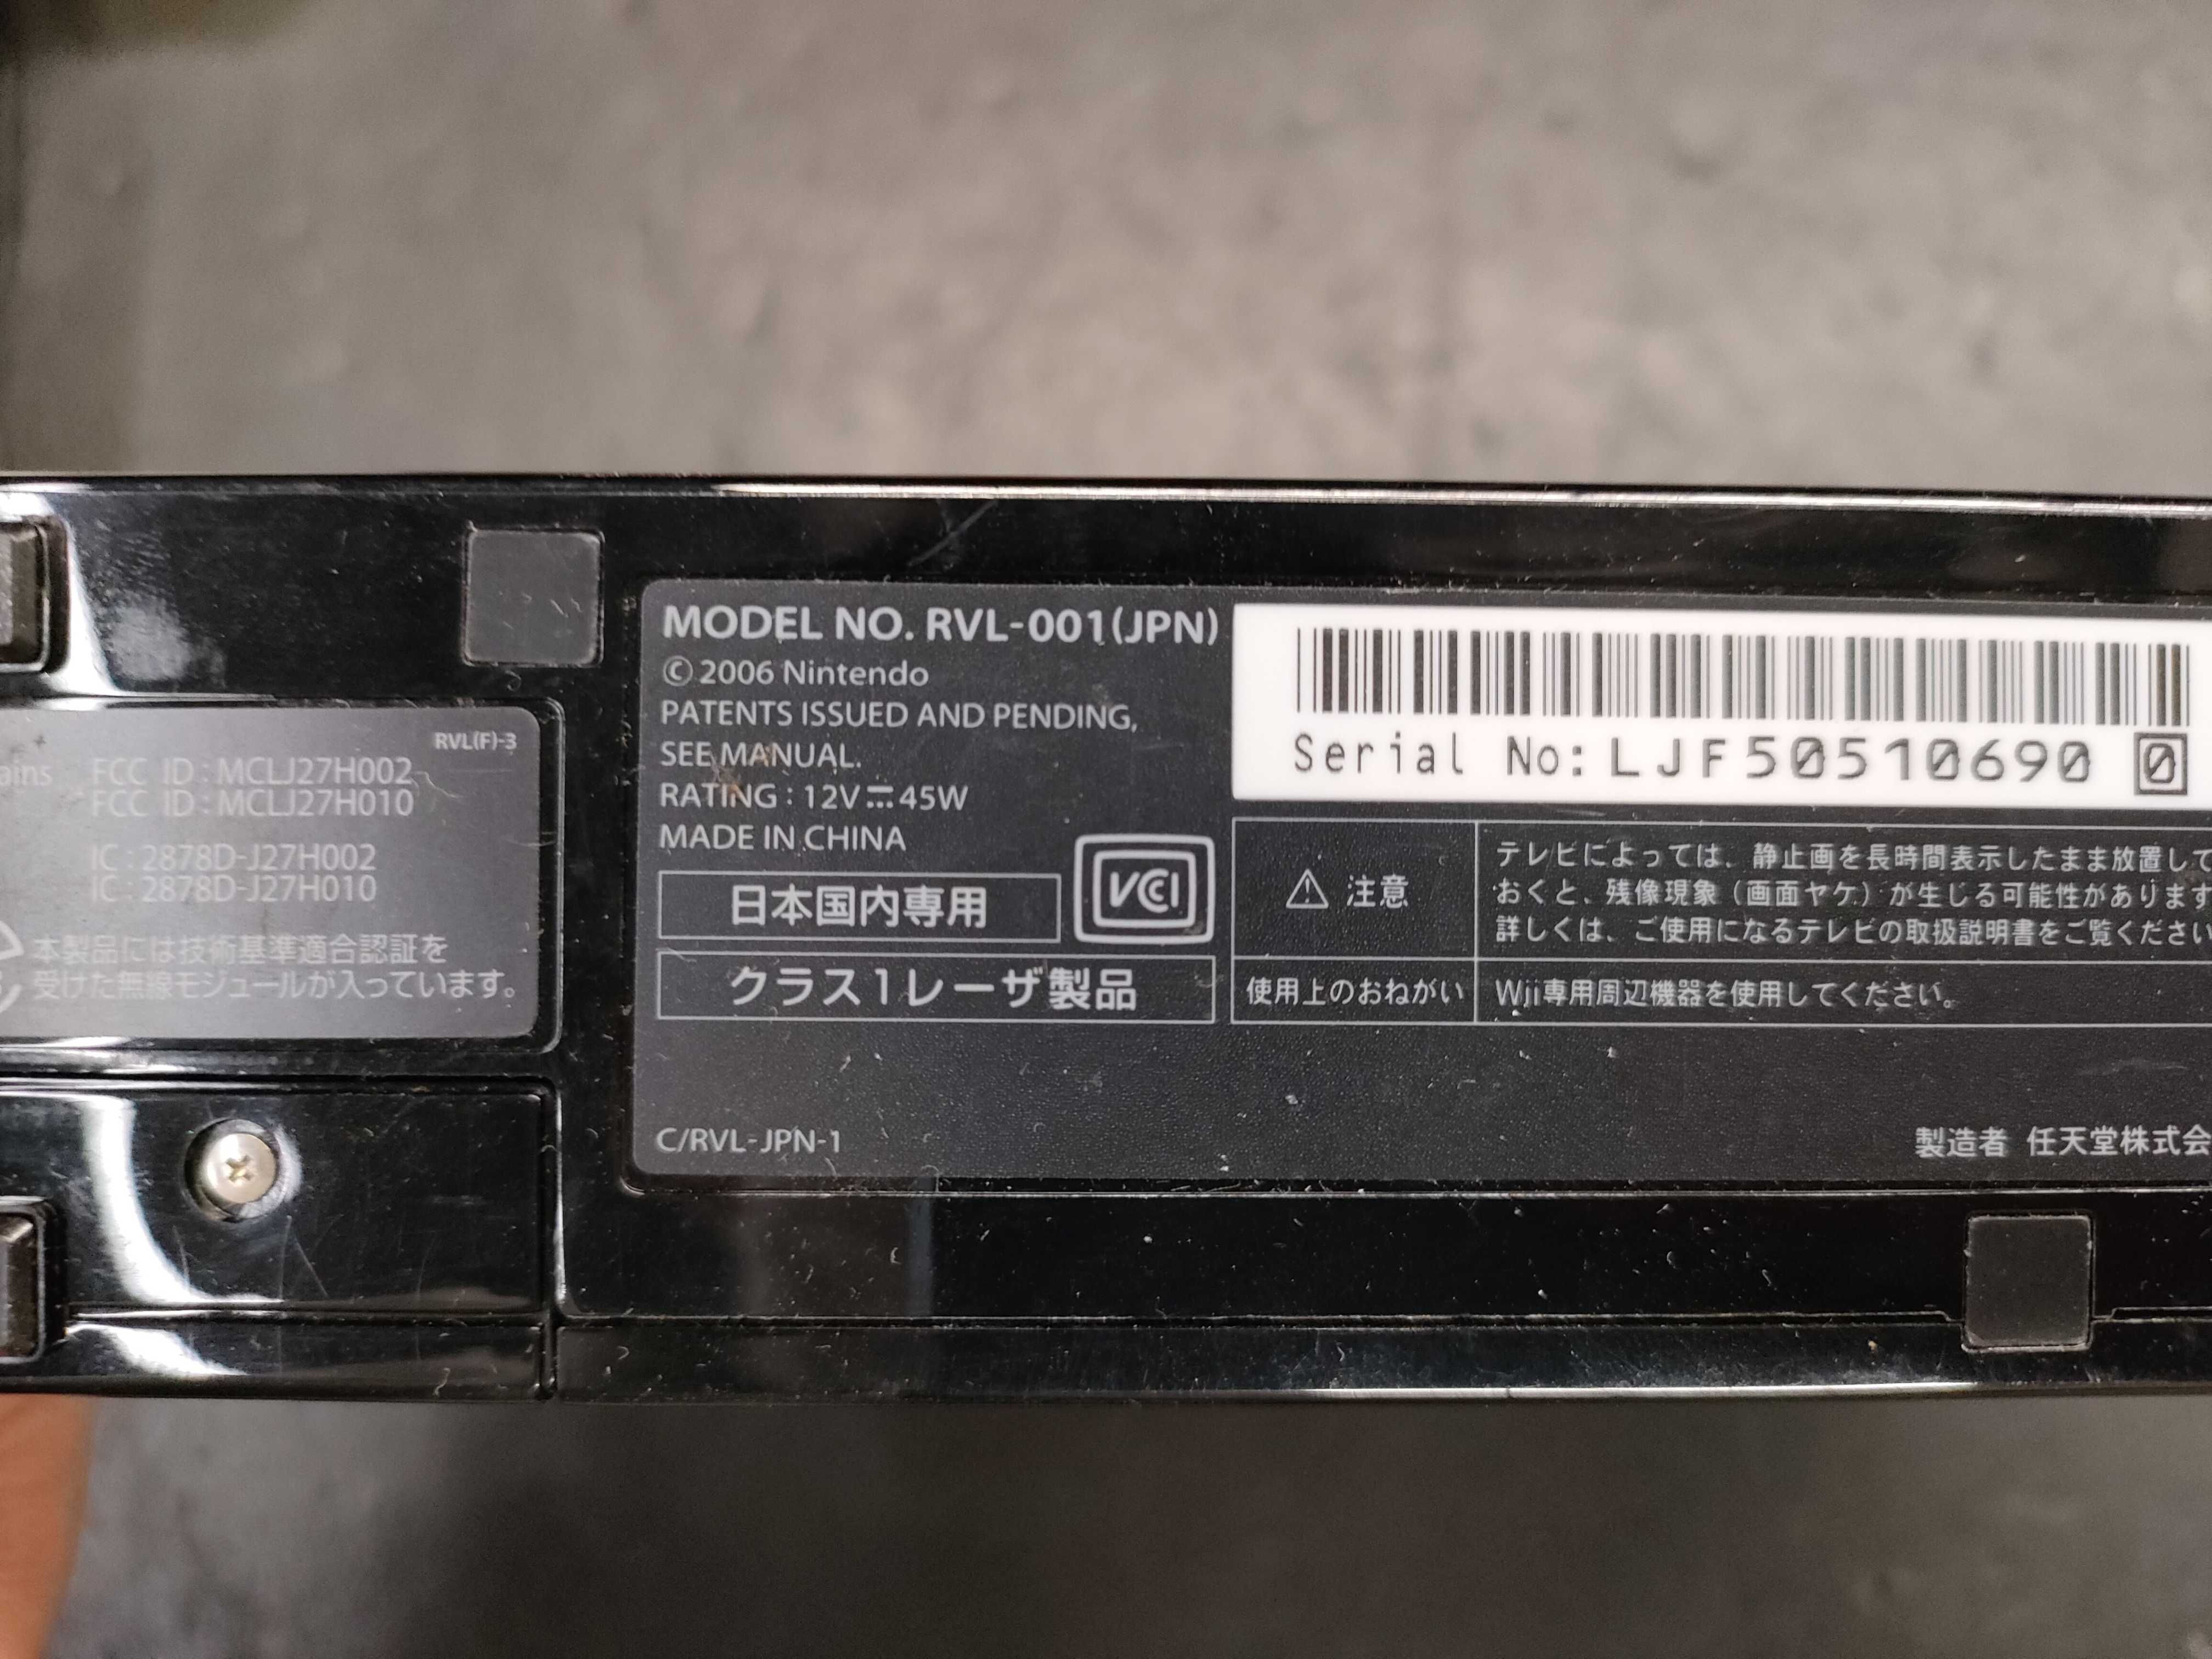 RVL(F)-3
ains FCC ID : MCLJ27H002
FCC ID : MCLJ27H010
IC : 2878D-J27H002
IC : 2878D-J27H010
本製品には技術基準適合認証を
受けた無線モジュールが入っています。
MODEL NO. RVL-001(JPN)
© 2006 Nintendo
PATENTS ISSUED AND PENDING,
SEE MANUAL.
RATING : 12V⎓45W
MADE IN CHINA
日本国内専用
VCCI
クラス1レーザ製品
C/RVL-JPN-1
Serial No: LJF50510690 0
⚠ 注意
テレビによっては、静止画を長時間表示したまま放置して
おくと、残像現象（画面ヤケ）が生じる可能性があります
詳しくは、ご使用になるテレビの取扱説明書をご覧ください
使用上のおねがい
Wii専用周辺機器を使用してください。
製造者 任天堂株式会